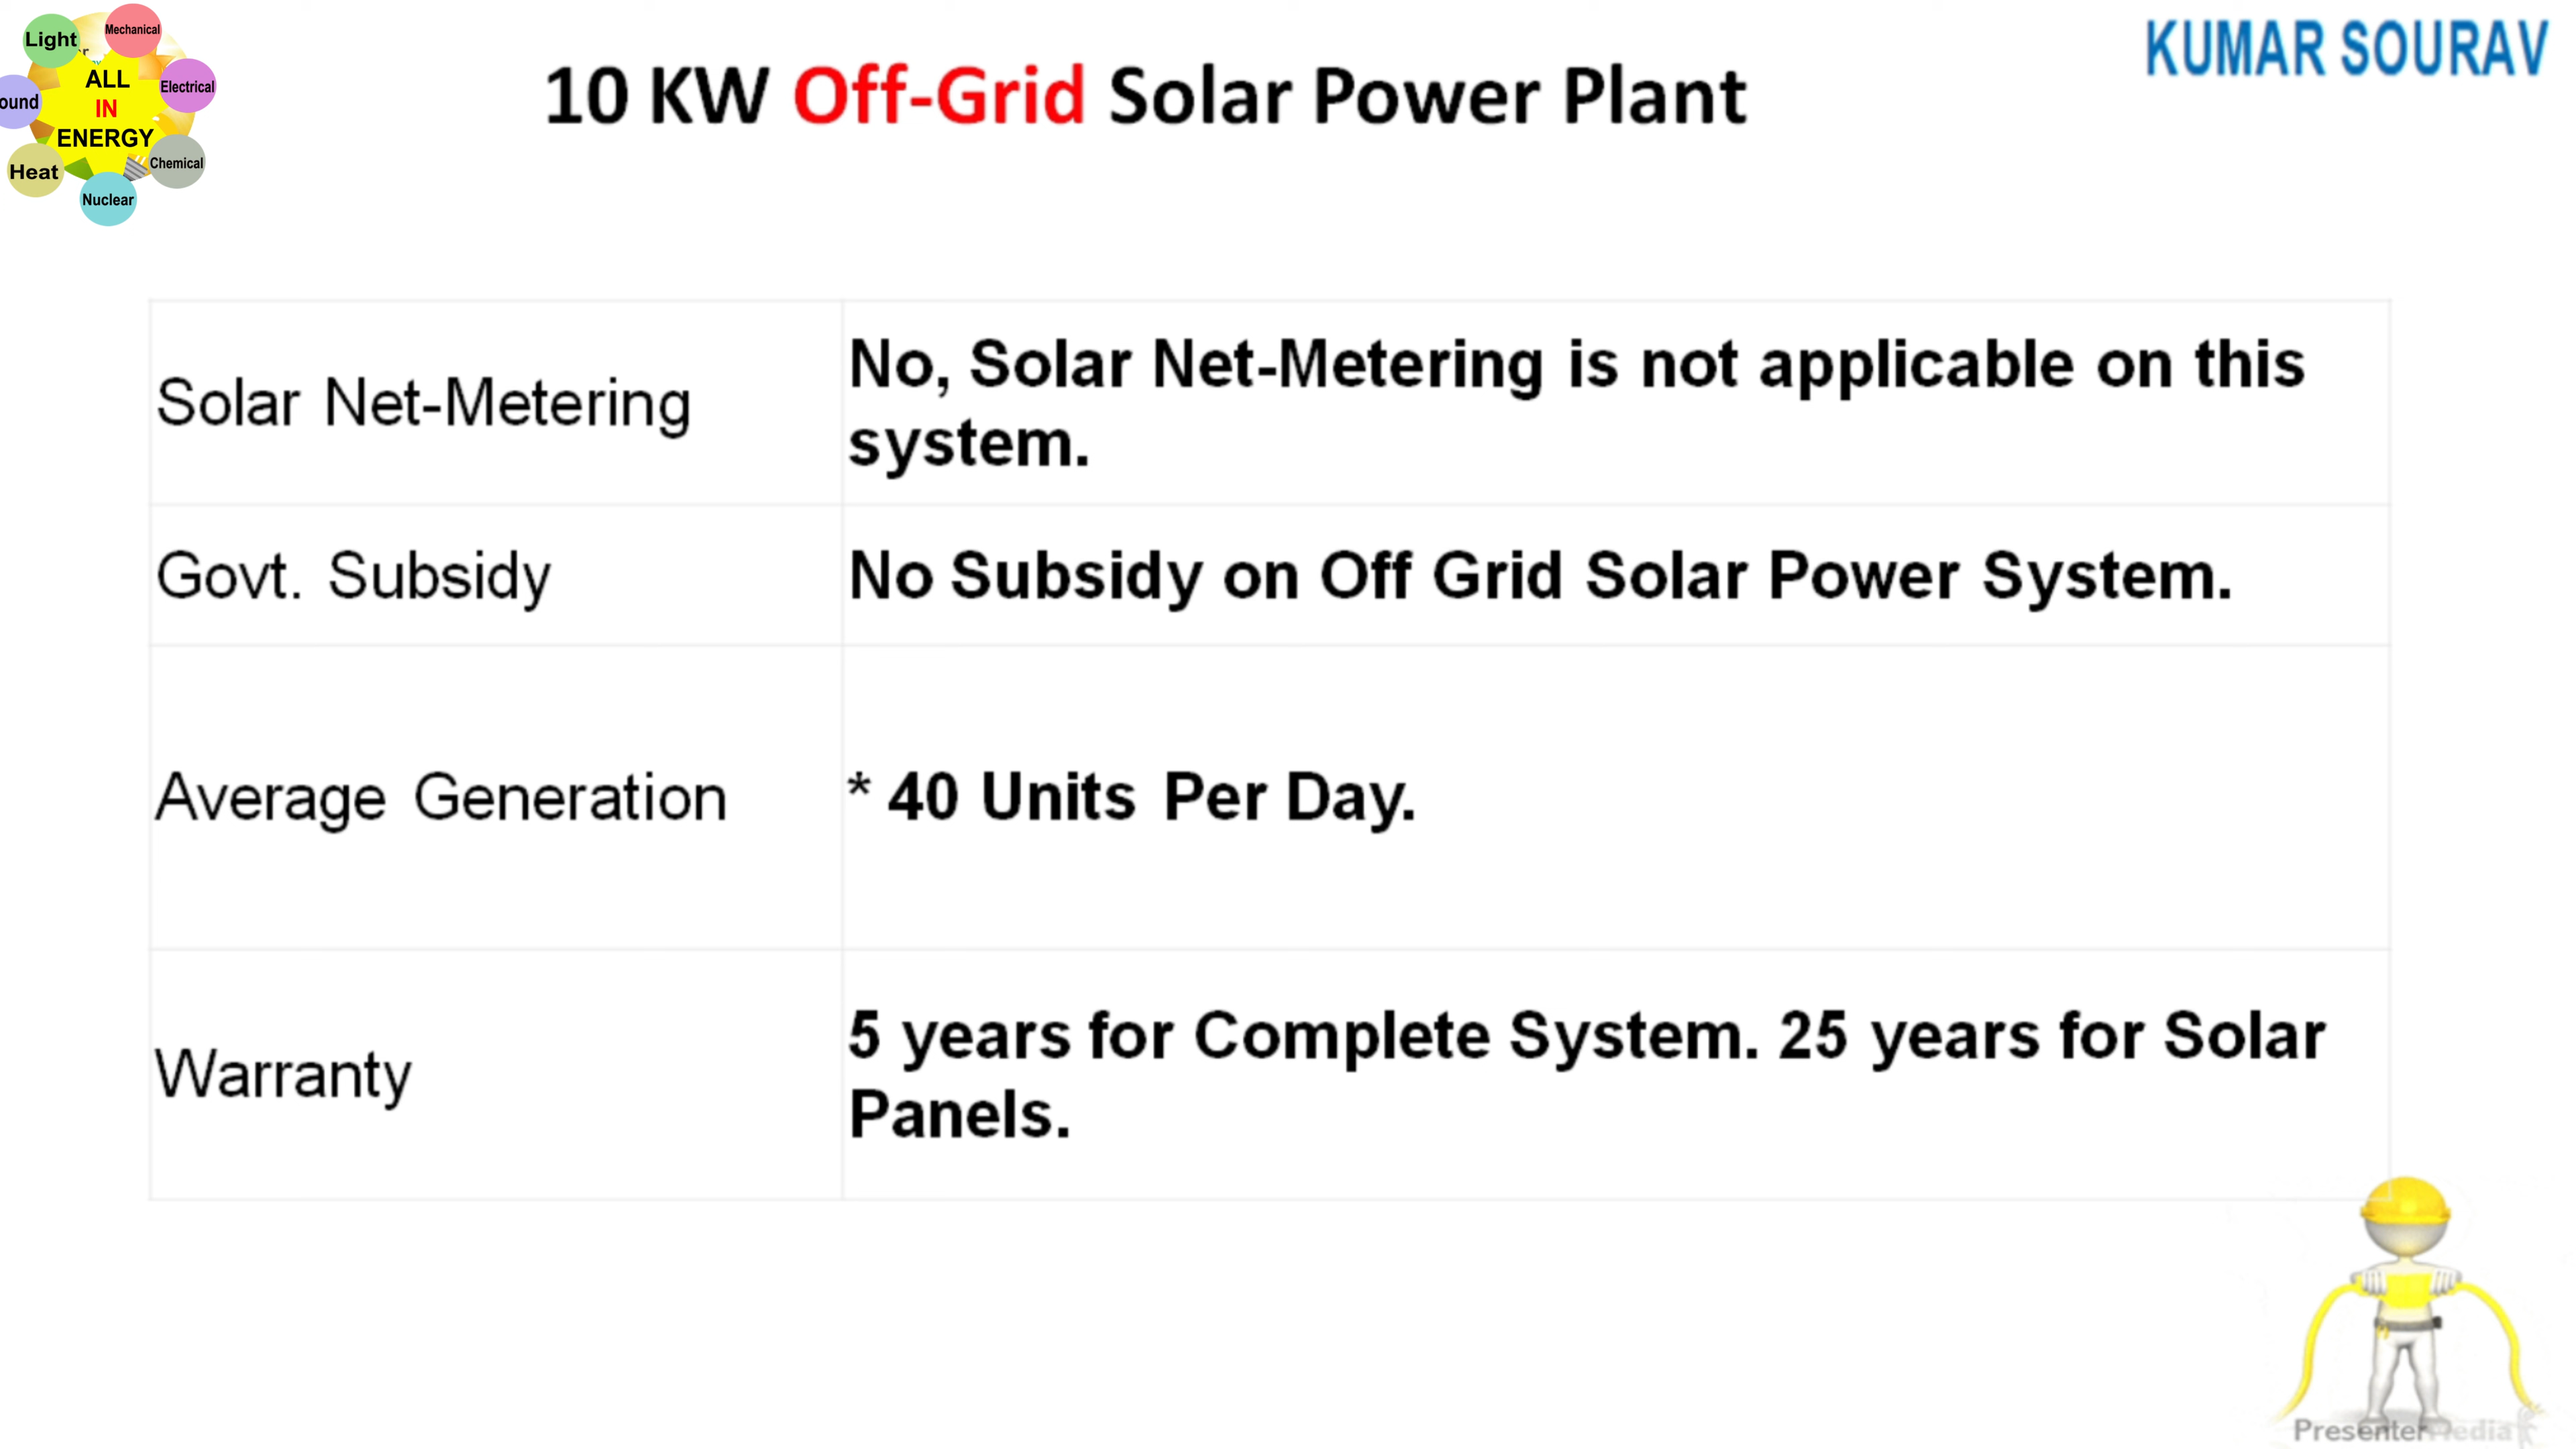 Light
Mechanical
ALL
IN
ENERGY
Electrical
ound
Heat
Chemical
Nuclear
KUMAR SOURAV
10 KW Off-Grid Solar Power Plant
Solar Net-Metering
No, Solar Net-Metering is not applicable on this
system.
Govt. Subsidy
No Subsidy on Off Grid Solar Power System.
Average Generation
* 40 Units Per Day.
Warranty
5 years for Complete System. 25 years for Solar
Panels.
PresenterMedia